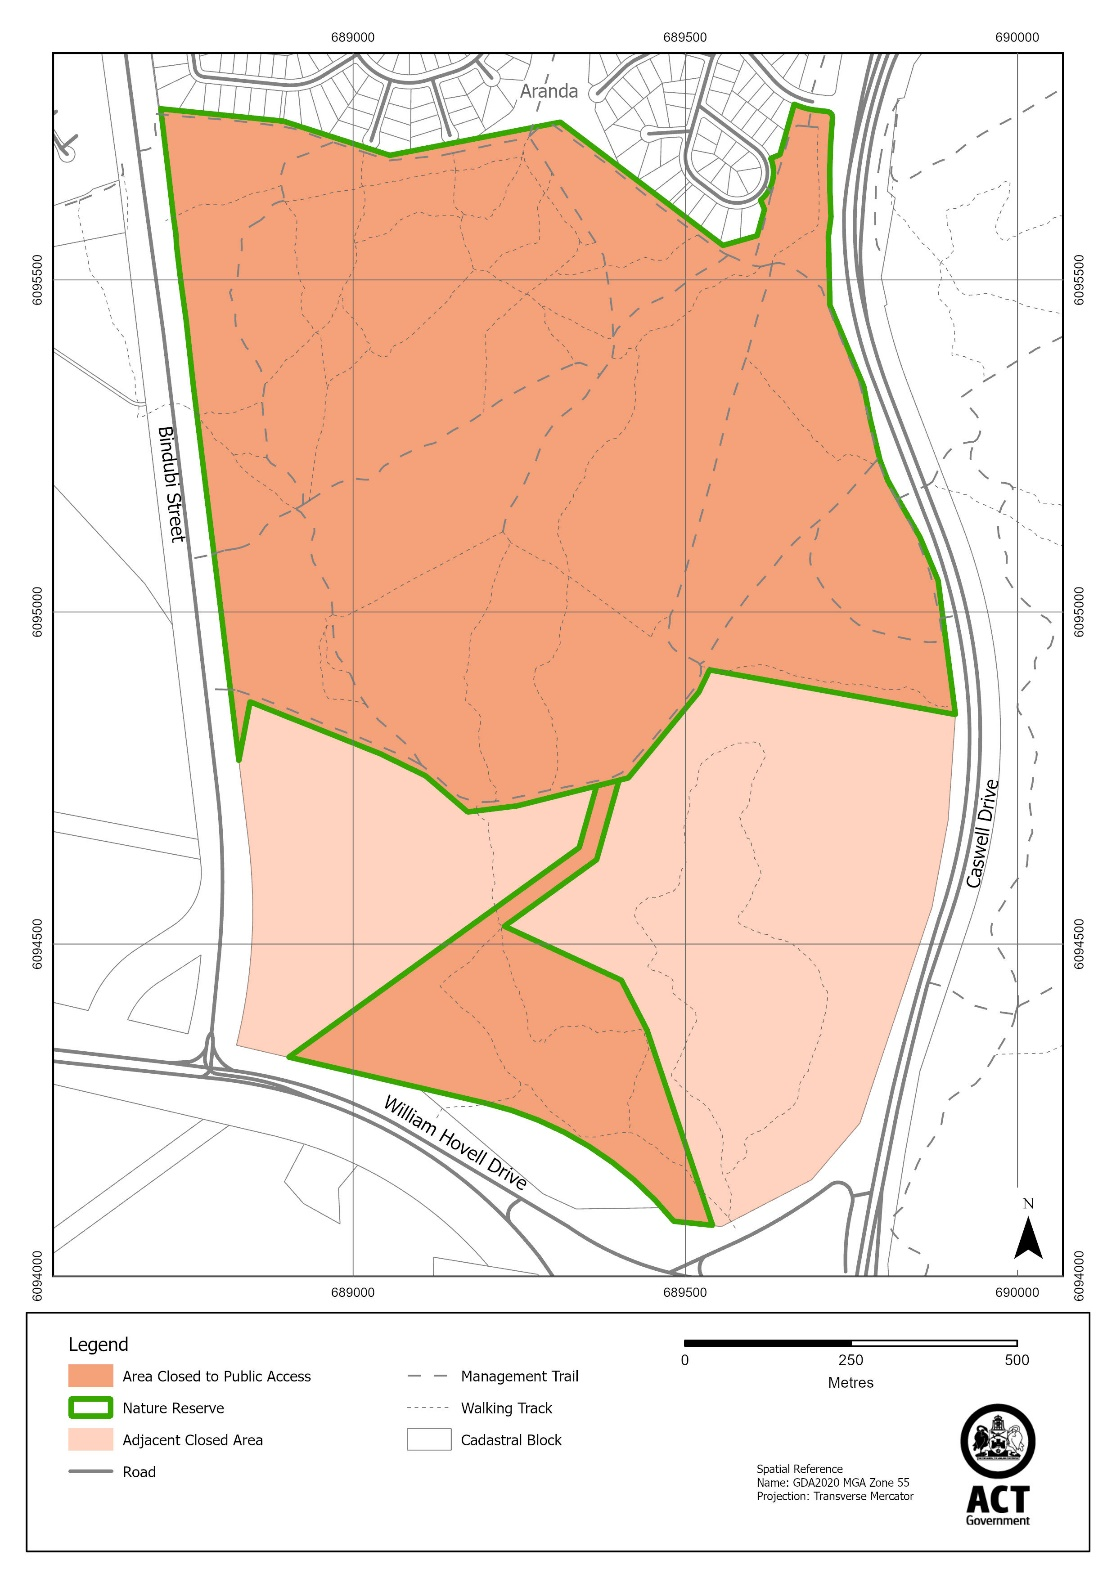 689000
689500
690000
Aranda
6095500
6095500
Bindubi Street
6095000
6095000
Caswell Drive
6094500
6094500
William Hovell Drive
N
6094000
6094000
689000
689500
690000
Legend
Area Closed to Public Access
Nature Reserve
Adjacent Closed Area
Road
Management Trail
Walking Track
Cadastral Block
0
250
500
Metres
Spatial Reference
Name: GDA2020 MGA Zone 55
Projection: Transverse Mercator
ACT
Government